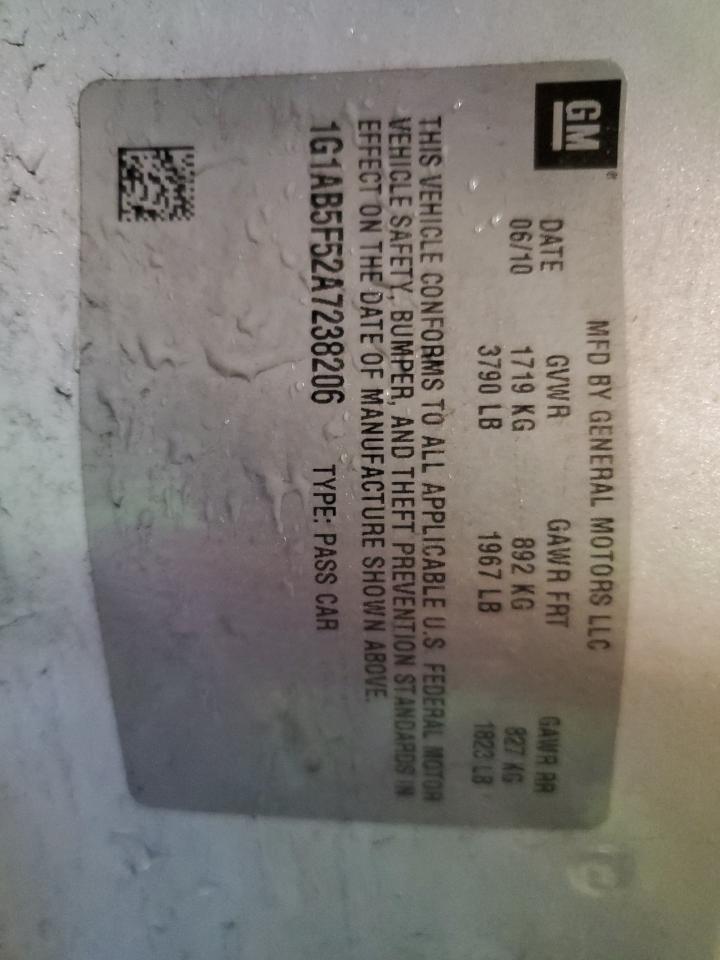 GM
MFD BY GENERAL MOTORS LLC
DATE GVWR GAWR FRT GAWR RR
06/10 1719 KG 892 KG 827 KG
3790 LB 1967 LB 1823 LB
THIS VEHICLE CONFORMS TO ALL APPLICABLE U.S. FEDERAL MOTOR
VEHICLE SAFETY, BUMPER, AND THEFT PREVENTION STANDARDS IN
EFFECT ON THE DATE OF MANUFACTURE SHOWN ABOVE.
1G1AB5F52A7238206 TYPE: PASS CAR